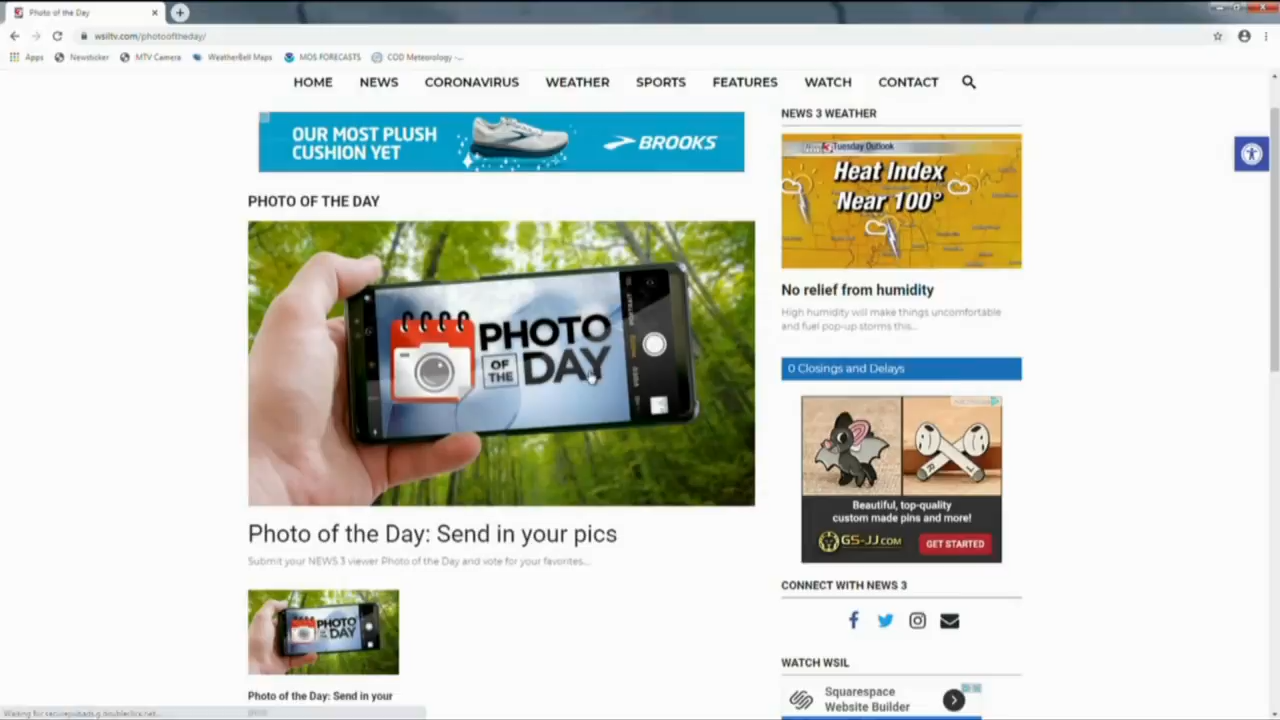 Photo of the Day
wsiltv.com/photooftheday/
Apps Newsticker MTV Camera WeatherBell Maps MOS FORECASTS COD Meteorology -...
HOME NEWS CORONAVIRUS WEATHER SPORTS FEATURES WATCH CONTACT
OUR MOST PLUSH
CUSHION YET
BROOKS
PHOTO OF THE DAY
PHOTO
OF THE DAY
Photo of the Day: Send in your pics
Submit your NEWS 3 viewer Photo of the Day and vote for your favorites...
PHOTO
OF THE DAY
Photo of the Day: Send in your
NEWS 3 WEATHER
Tuesday Outlook
Heat Index
Near 100°
No relief from humidity
High humidity will make things uncomfortable
and fuel pop-up storms this...
0 Closings and Delays
Beautiful, top-quality
custom made pins and more!
GS-JJ.COM
GET STARTED
CONNECT WITH NEWS 3
WATCH WSIL
Squarespace
Website Builder